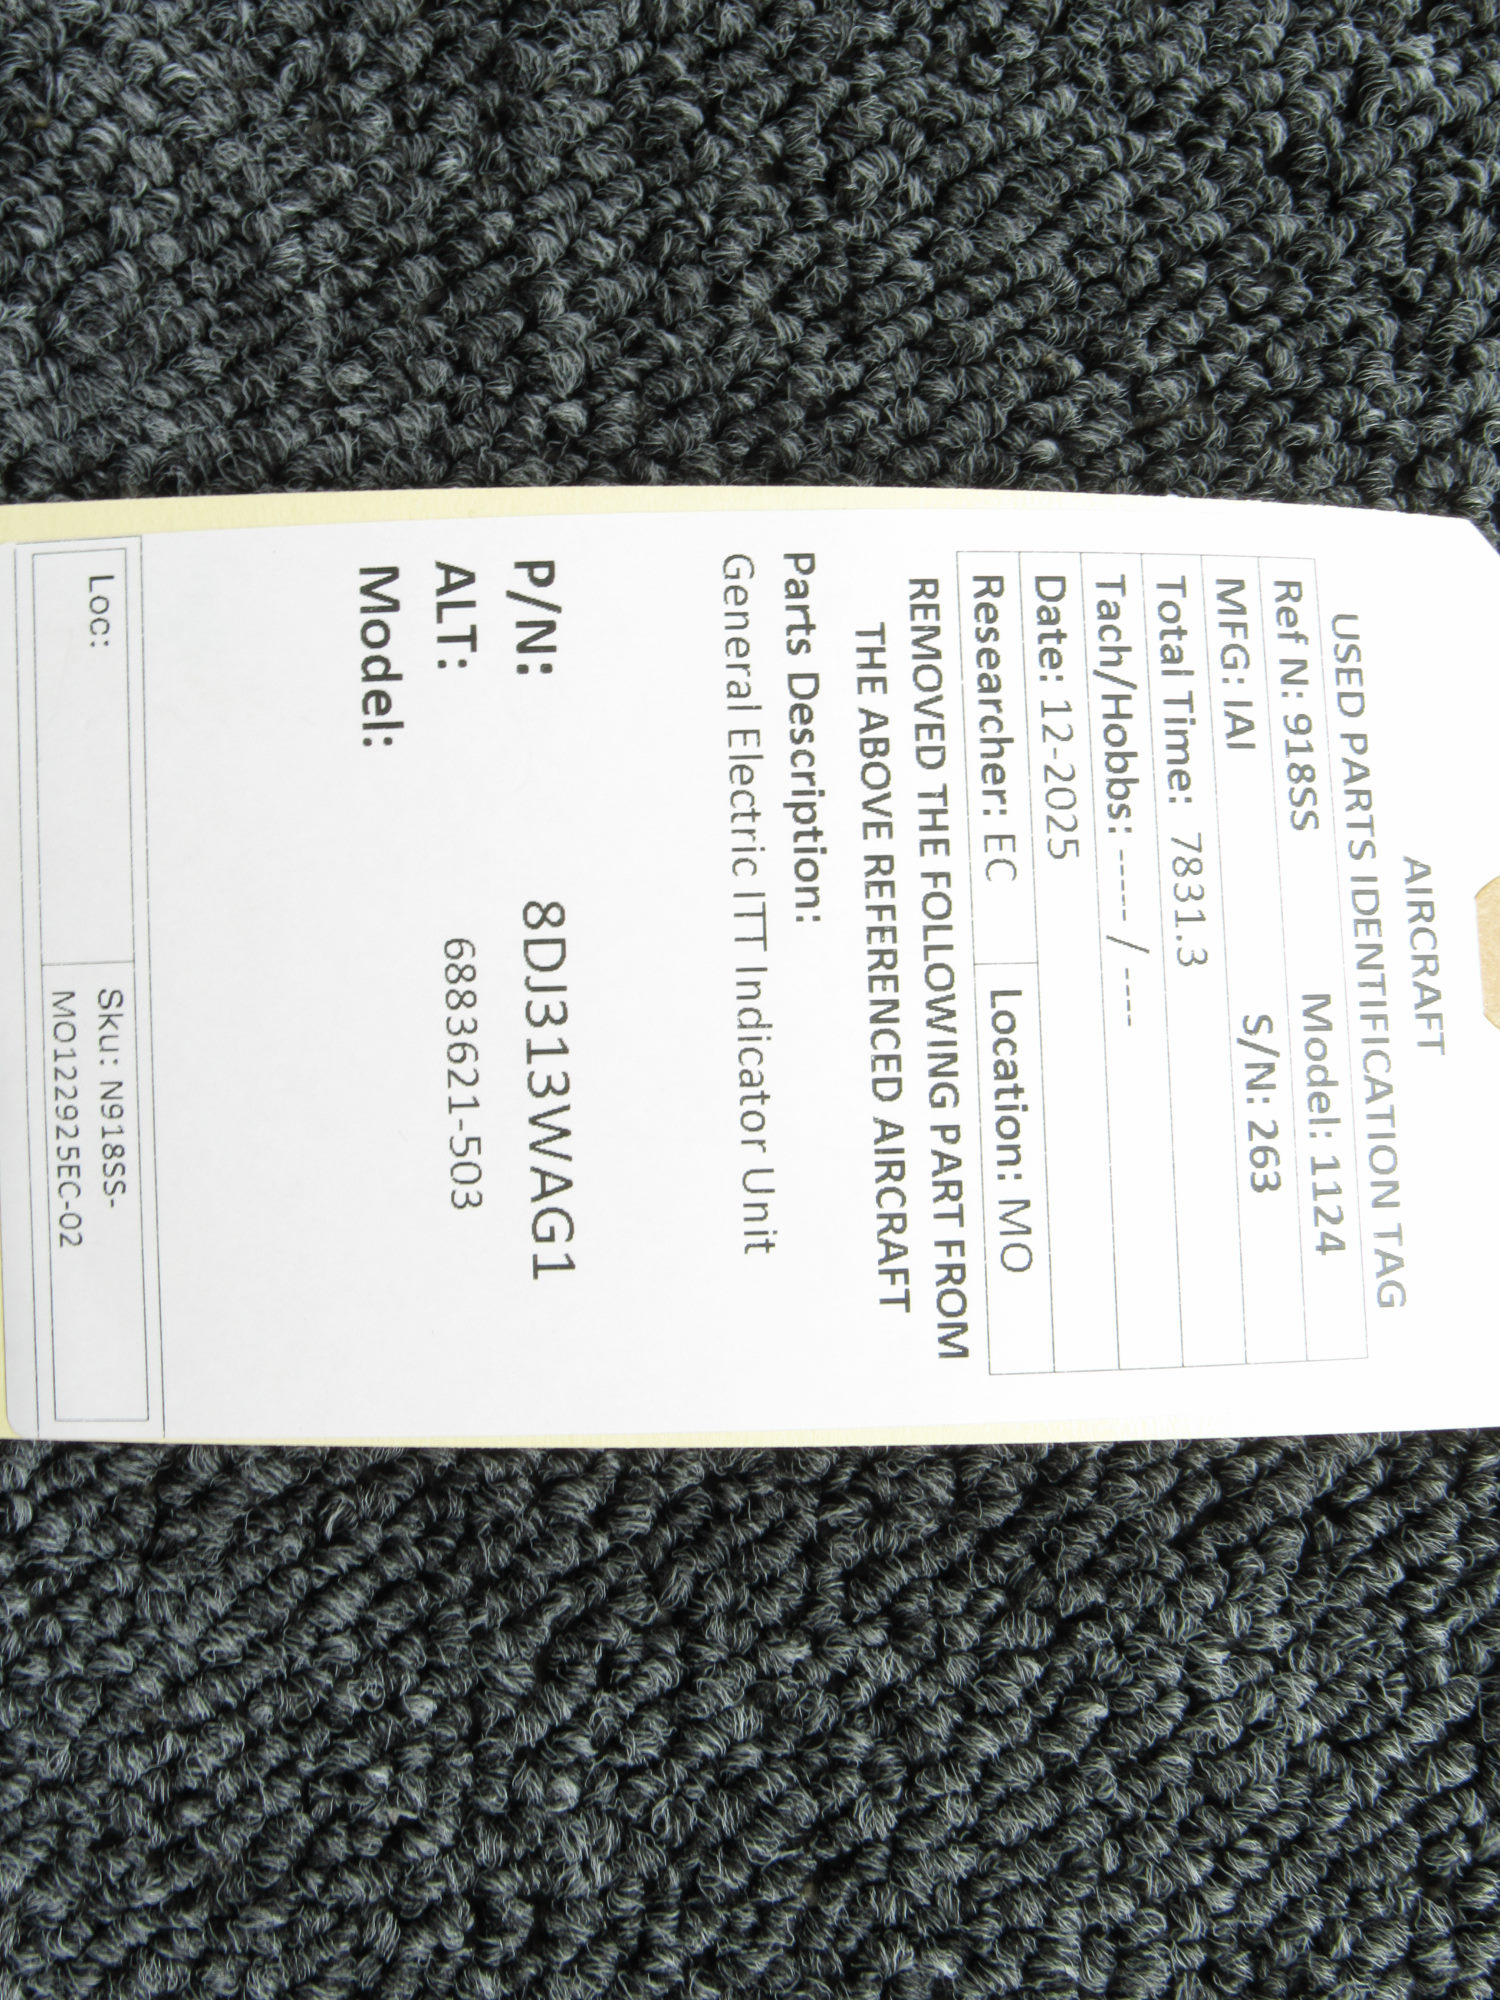 AIRCRAFT
USED PARTS IDENTIFICATION TAG
Ref N: 918SS Model: 1124
MFG: IAI S/N: 263
Total Time: 7831.3
Tach/Hobbs: ----- / ----
Date: 12-2025
Researcher: EC Location: MO
REMOVED THE FOLLOWING PART FROM
THE ABOVE REFERENCED AIRCRAFT
Parts Description:
General Electric ITT Indicator Unit
P/N: 8DJ313WAG1
ALT: 6883621-503
Model:
Loc: Sku: N918SS-
MO122925EC-02